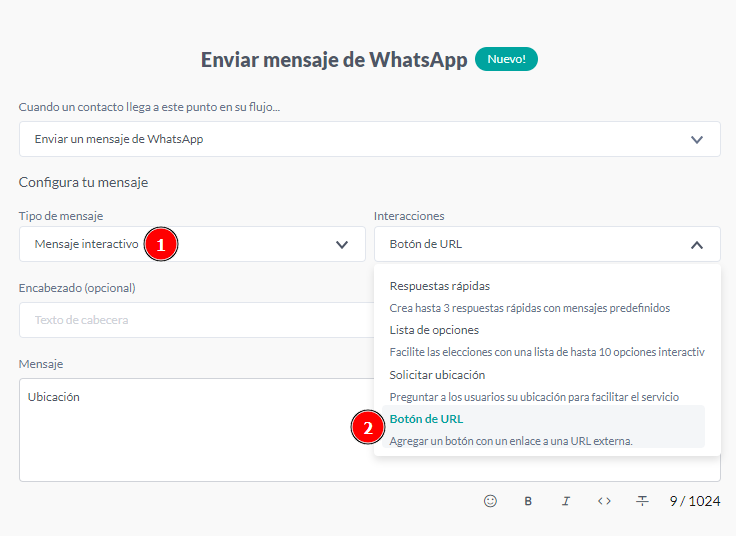 Enviar mensaje de WhatsApp Nuevo!
Cuando un contacto llega a este punto en su flujo...
Enviar un mensaje de WhatsApp
Configura tu mensaje
Tipo de mensaje Interacciones
Mensaje interactivo 1 Botón de URL
Encabezado (opcional)
Texto de cabecera
Respuestas rápidas
Crea hasta 3 respuestas rápidas con mensajes predefinidos
Lista de opciones
Facilite las elecciones con una lista de hasta 10 opciones interactiv
Solicitar ubicación
Preguntar a los usuarios su ubicación para facilitar el servicio
2 Botón de URL
Agregar un botón con un enlace a una URL externa.
Mensaje
Ubicación
B I <> T 9 / 1024